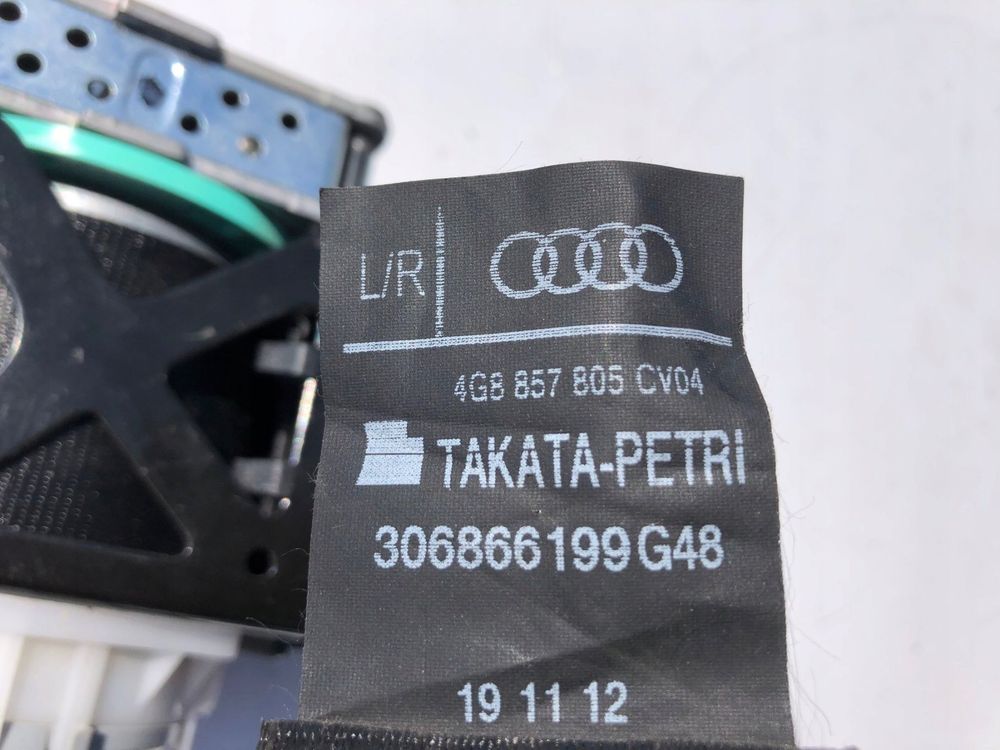 L/R
4G8 857 805 CV04
TAKATA-PETRI
306866199G48
19 11 12